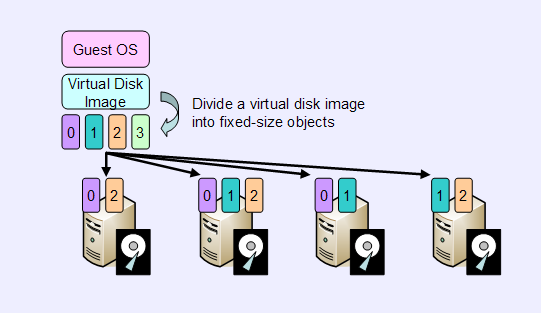 Guest OS
Virtual Disk
Image
Divide a virtual disk image
into fixed-size objects
0 1 2 3
0 2
0 1 2
0 1
1 2